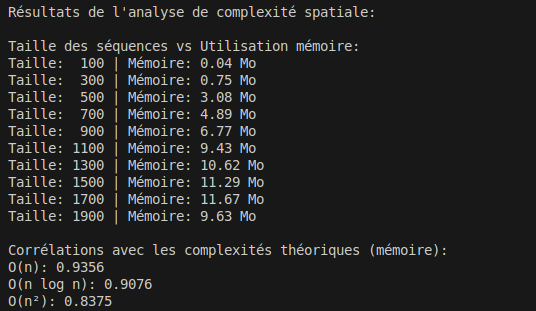 Résultats de l'analyse de complexité spatiale:
Taille des séquences vs Utilisation mémoire:
Taille:  100 | Mémoire: 0.04 Mo
Taille:  300 | Mémoire: 0.75 Mo
Taille:  500 | Mémoire: 3.08 Mo
Taille:  700 | Mémoire: 4.89 Mo
Taille:  900 | Mémoire: 6.77 Mo
Taille: 1100 | Mémoire: 9.43 Mo
Taille: 1300 | Mémoire: 10.62 Mo
Taille: 1500 | Mémoire: 11.29 Mo
Taille: 1700 | Mémoire: 11.67 Mo
Taille: 1900 | Mémoire: 9.63 Mo
Corrélations avec les complexités théoriques (mémoire):
O(n): 0.9356
O(n log n): 0.9076
O(n²): 0.8375